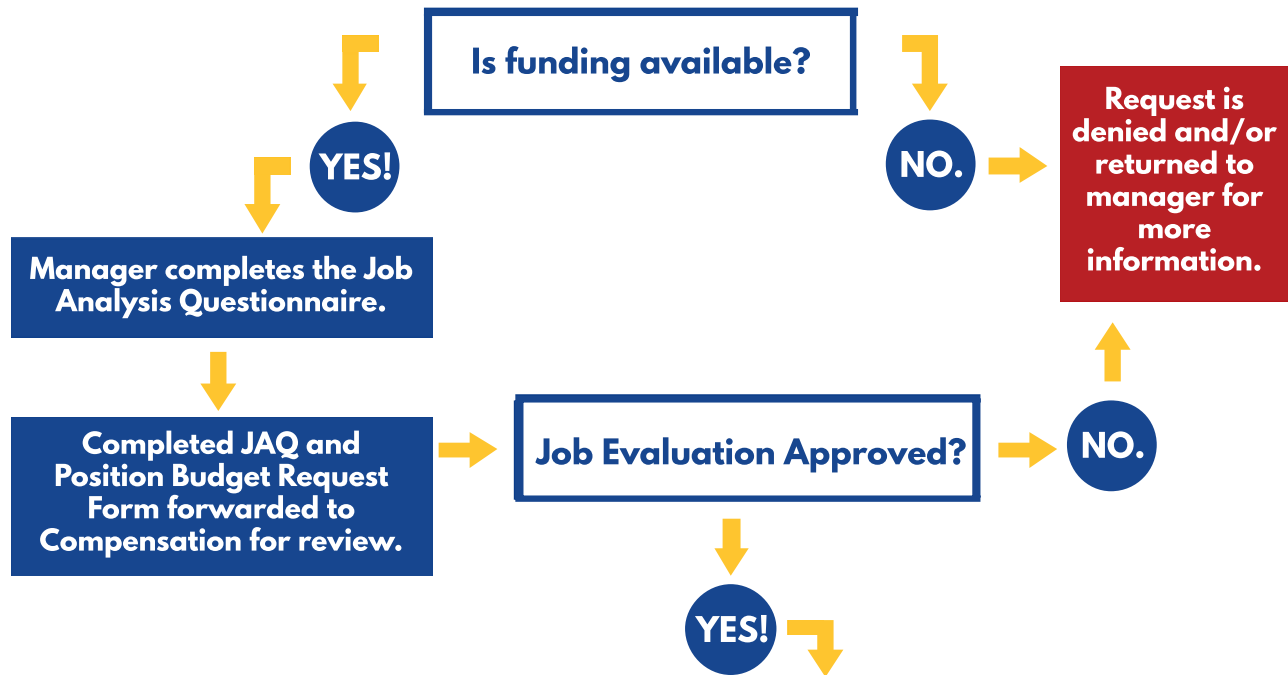 Is funding available?
YES!
NO.
Request is
denied and/or
returned to
manager for
more
information.
Manager completes the Job
Analysis Questionnaire.
Completed JAQ and
Position Budget Request
Form forwarded to
Compensation for review.
Job Evaluation Approved?
NO.
YES!